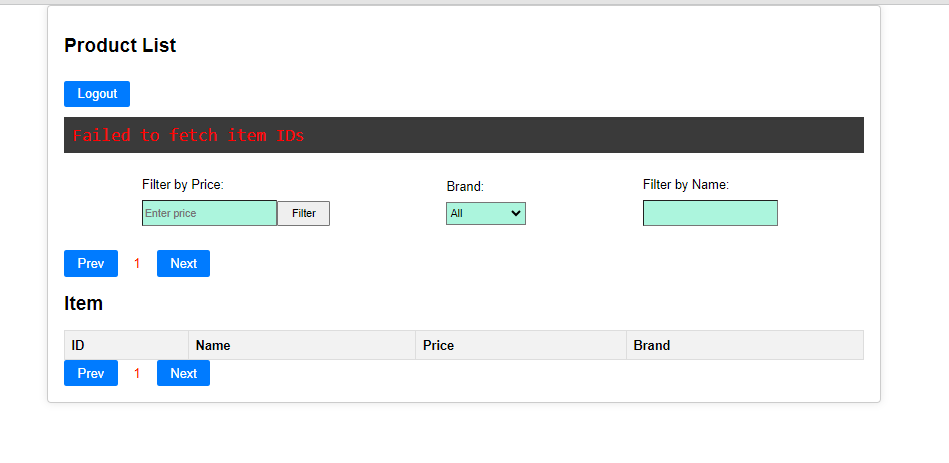 Product List
Logout
Failed to fetch item IDs
Filter by Price: Brand: Filter by Name:
Enter price Filter All
Prev 1 Next
Item
ID Name Price Brand
Prev 1 Next